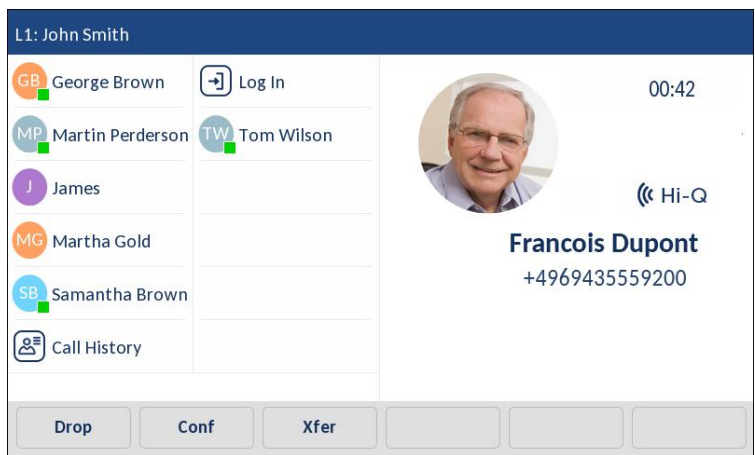 L1: John Smith
GB George Brown
Log In
MP Martin Perderson
TW Tom Wilson
J James
MG Martha Gold
SB Samantha Brown
Call History
00:42
Hi-Q
Francois Dupont
+4969435559200
Drop
Conf
Xfer